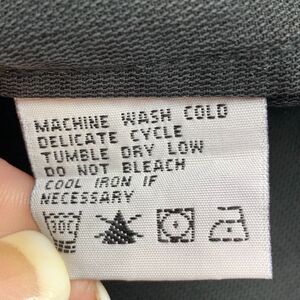 MACHINE WASH COLD
DELICATE CYCLE
TUMBLE DRY LOW
DO NOT BLEACH
COOL IRON IF
NECESSARY